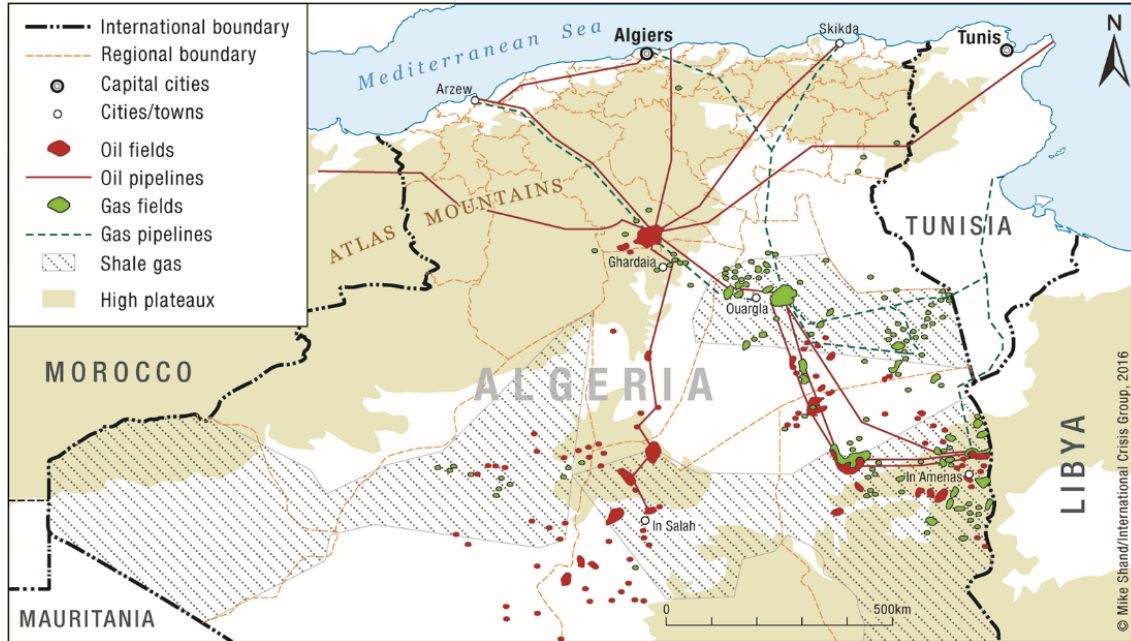 International boundary
Regional boundary
Capital cities
Cities/towns
Oil fields
Oil pipelines
Gas fields
Gas pipelines
Shale gas
High plateaux
Mediterranean Sea
Algiers
Skikda
Tunis
N
Arzew
ATLAS MOUNTAINS
TUNISIA
Ghardaia
Ouargla
MOROCCO
ALGERIA
LIBYA
In Amenas
In Salah
MAURITANIA
0 500km
© Mike Shand/International Crisis Group, 2016